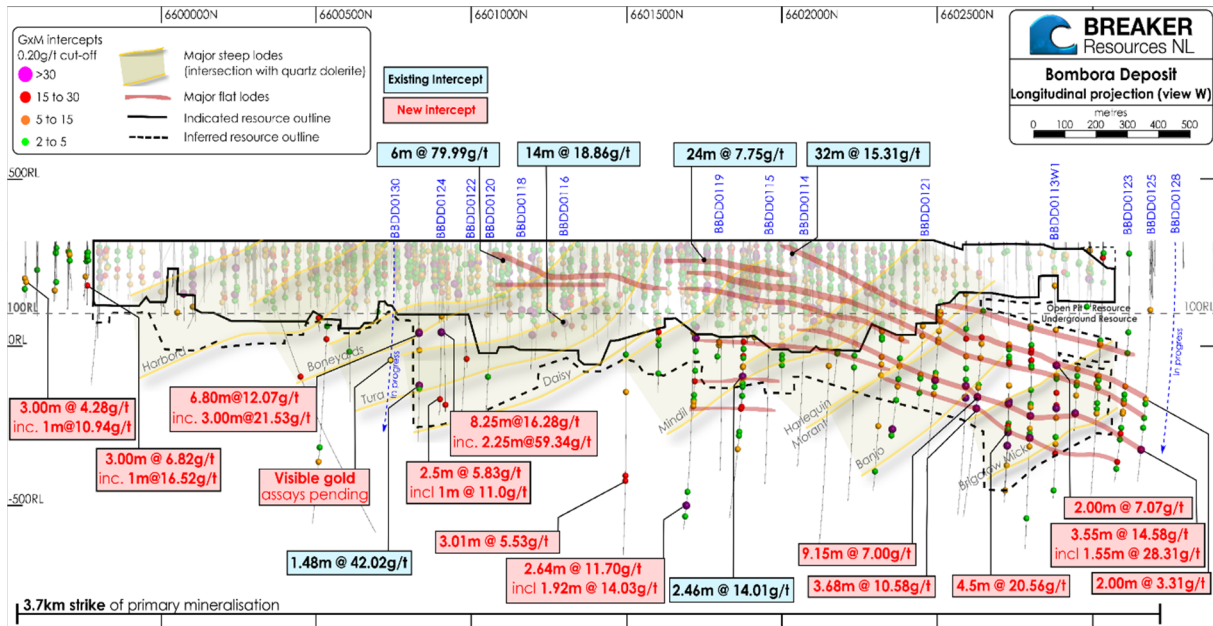 6600000N
6600500N
6601000N
6601500N
6602000N
6602500N
BREAKER
Resources NL
Bombora Deposit
Longitudinal projection (view W)
metres
0 100 200 300 400 500
GxM intercepts
0.20g/t cut-off
>30
15 to 30
5 to 15
2 to 5
Major steep lodes
(intersection with quartz dolerite)
Major flat lodes
Indicated resource outline
Inferred resource outline
Existing Intercept
New intercept
6m @ 79.99g/t
14m @ 18.86g/t
24m @ 7.75g/t
32m @ 15.31g/t
500RL
BBDD0130
BBDD0124
BBDD0122
BBDD0120
BBDD0118
BBDD0116
BBDD0119
BBDD0115
BBDD0114
BBDD0121
BBDD0113W1
BBDD0123
BBDD0125
BBDD0128
100RL
100RL
Open Pit Resource
Underground Resource
0RL
In progress
In progress
Harbord
Boneyards
Tura
Daisy
Mindil
Harlequin
Morant
Banjo
Brigalow Mick
3.00m @ 4.28g/t
inc. 1m@10.94g/t
6.80m@12.07g/t
inc. 3.00m@21.53g/t
8.25m@16.28g/t
inc. 2.25m@59.34g/t
3.00m @ 6.82g/t
inc. 1m@16.52g/t
Visible gold
assays pending
2.5m @ 5.83g/t
incl 1m @ 11.0g/t
-500RL
2.00m @ 7.07g/t
3.01m @ 5.53g/t
3.55m @ 14.58g/t
incl 1.55m @ 28.31g/t
1.48m @ 42.02g/t
9.15m @ 7.00g/t
2.64m @ 11.70g/t
incl 1.92m @ 14.03g/t
2.46m @ 14.01g/t
3.68m @ 10.58g/t
4.5m @ 20.56g/t
2.00m @ 3.31g/t
3.7km strike of primary mineralisation